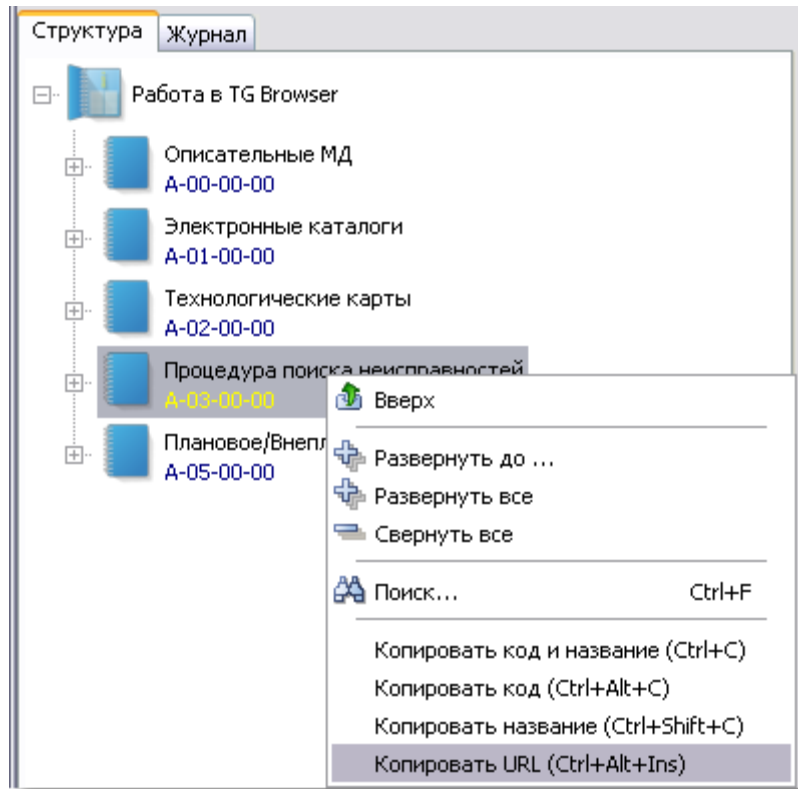 Структура Журнал
Работа в TG Browser
Описательные МД
A-00-00-00
Электронные каталоги
A-01-00-00
Технологические карты
A-02-00-00
Процедура поиска неисправностей
A-03-00-00
Плановое/Внепл
A-05-00-00
Вверх
Развернуть до ...
Развернуть все
Свернуть все
Поиск... Ctrl+F
Копировать код и название (Ctrl+C)
Копировать код (Ctrl+Alt+C)
Копировать название (Ctrl+Shift+C)
Копировать URL (Ctrl+Alt+Ins)